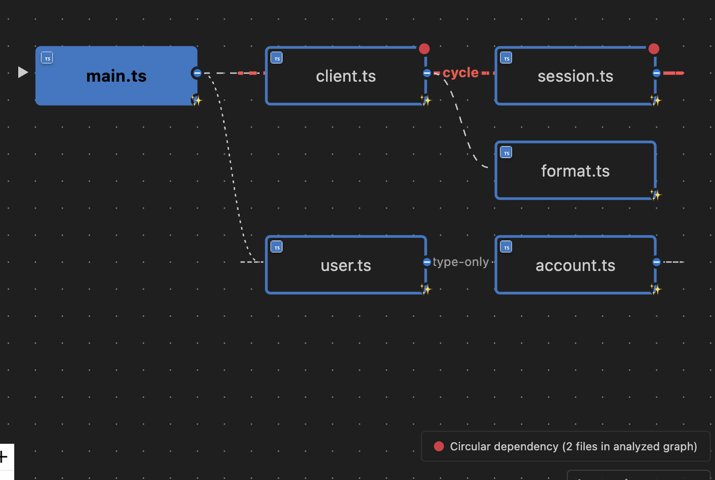 TS
main.ts
TS
client.ts
cycle
TS
session.ts
TS
format.ts
TS
user.ts
type-only
TS
account.ts
Circular dependency (2 files in analyzed graph)